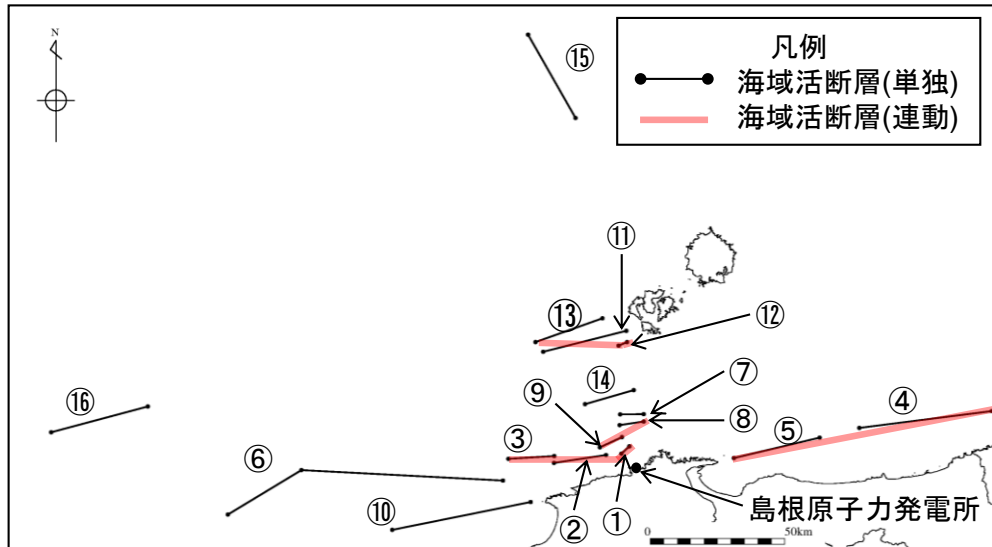 N
⑮
凡例
海域活断層(単独)
海域活断層(連動)
⑪
⑬
⑫
⑭
⑦
⑨
⑧
⑯
④
③
⑤
⑥
⑩
②
①
島根原子力発電所
0
50km